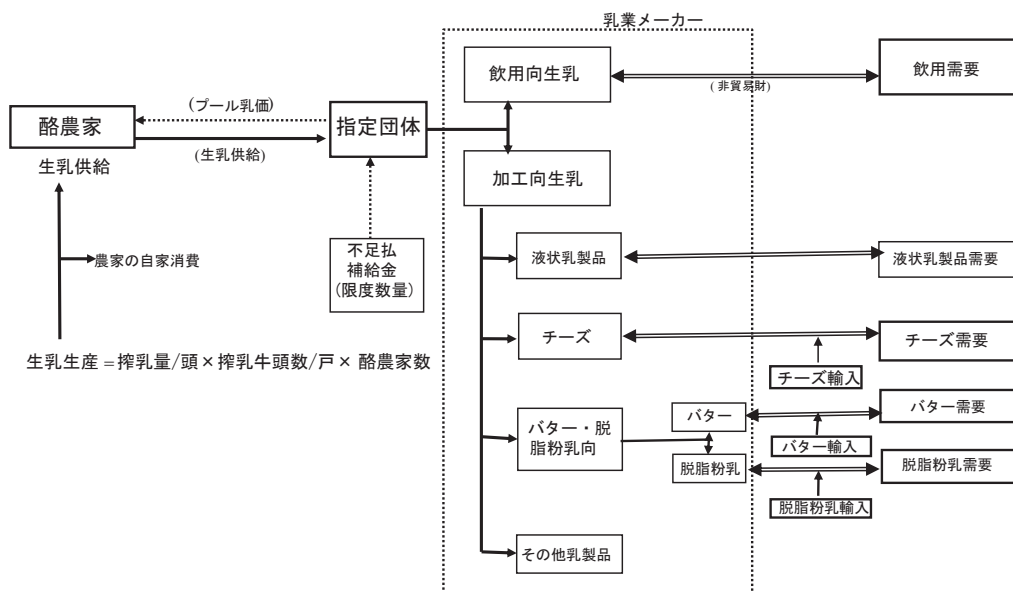 乳業メーカー
飲用向生乳
(非貿易財)
飲用需要
酪農家
(プール乳価)
(生乳供給)
指定団体
生乳供給
加工向生乳
農家の自家消費
不足払
補給金
(限度数量)
液状乳製品
液状乳製品需要
生乳生産=搾乳量/頭×搾乳牛頭数/戸×酪農家数
チーズ
チーズ需要
チーズ輸入
バター・脱
脂粉乳向
バター
バター需要
バター輸入
脱脂粉乳
脱脂粉乳需要
脱脂粉乳輸入
その他乳製品